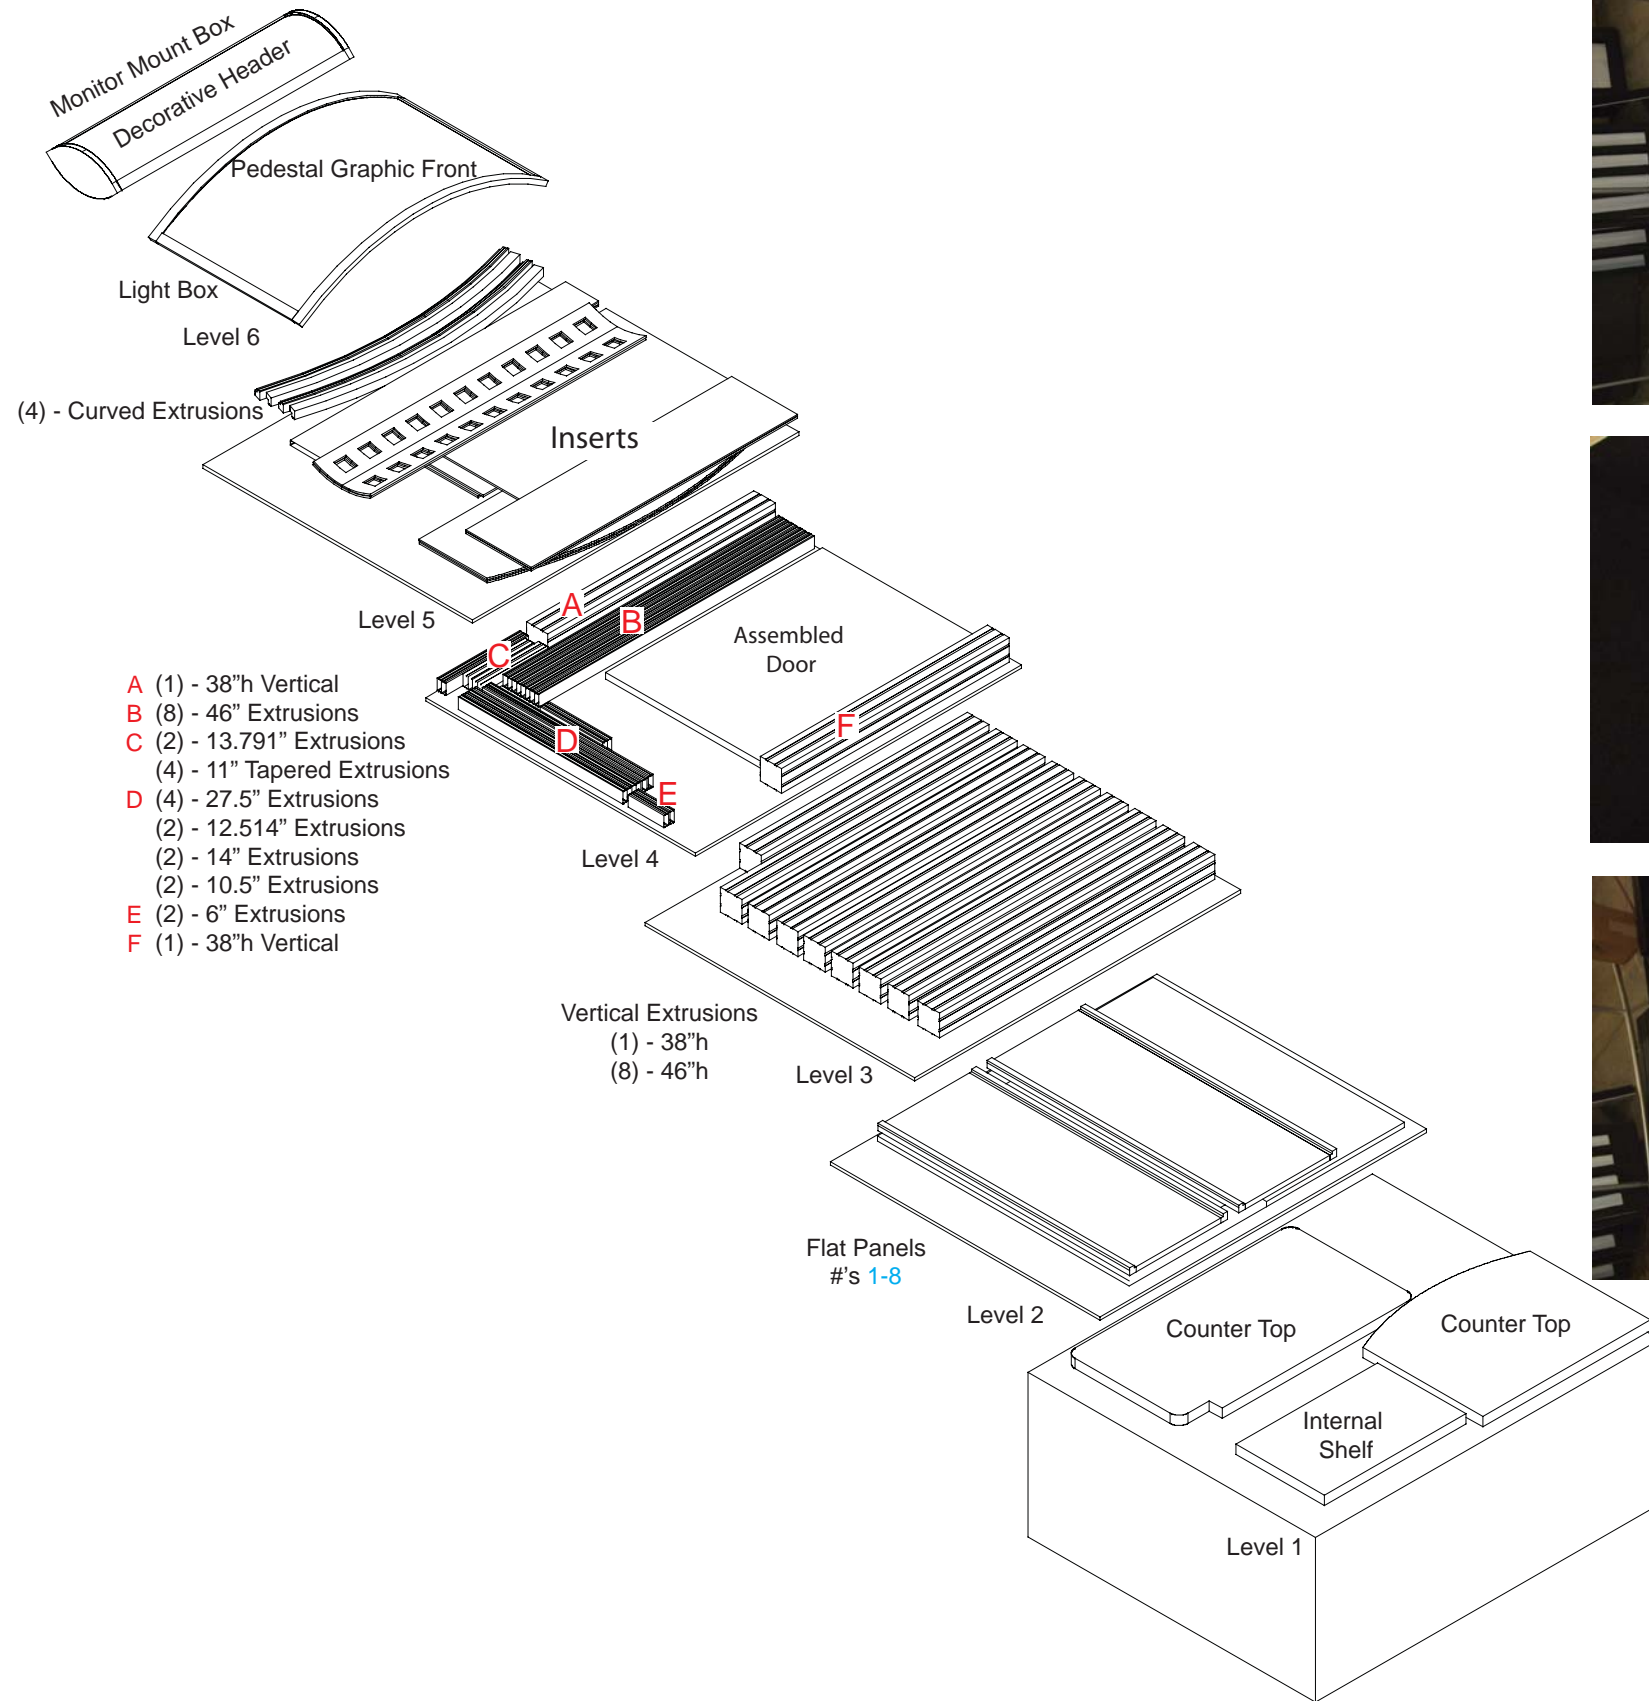 Monitor Mount Box
Decorative Header
Pedestal Graphic Front
Light Box
Level 6
(4) - Curved Extrusions
Inserts
Level 5
A
B
C
D
E
F
Assembled
Door
A (1) - 38”h Vertical
B (8) - 46” Extrusions
C (2) - 13.791” Extrusions
(4) - 11” Tapered Extrusions
D (4) - 27.5” Extrusions
(2) - 12.514” Extrusions
(2) - 14” Extrusions
(2) - 10.5” Extrusions
E (2) - 6” Extrusions
F (1) - 38”h Vertical
Level 4
Vertical Extrusions
(1) - 38”h
(8) - 46”h
Level 3
Flat Panels
#'s 1-8
Level 2
Counter Top
Counter Top
Internal
Shelf
Level 1